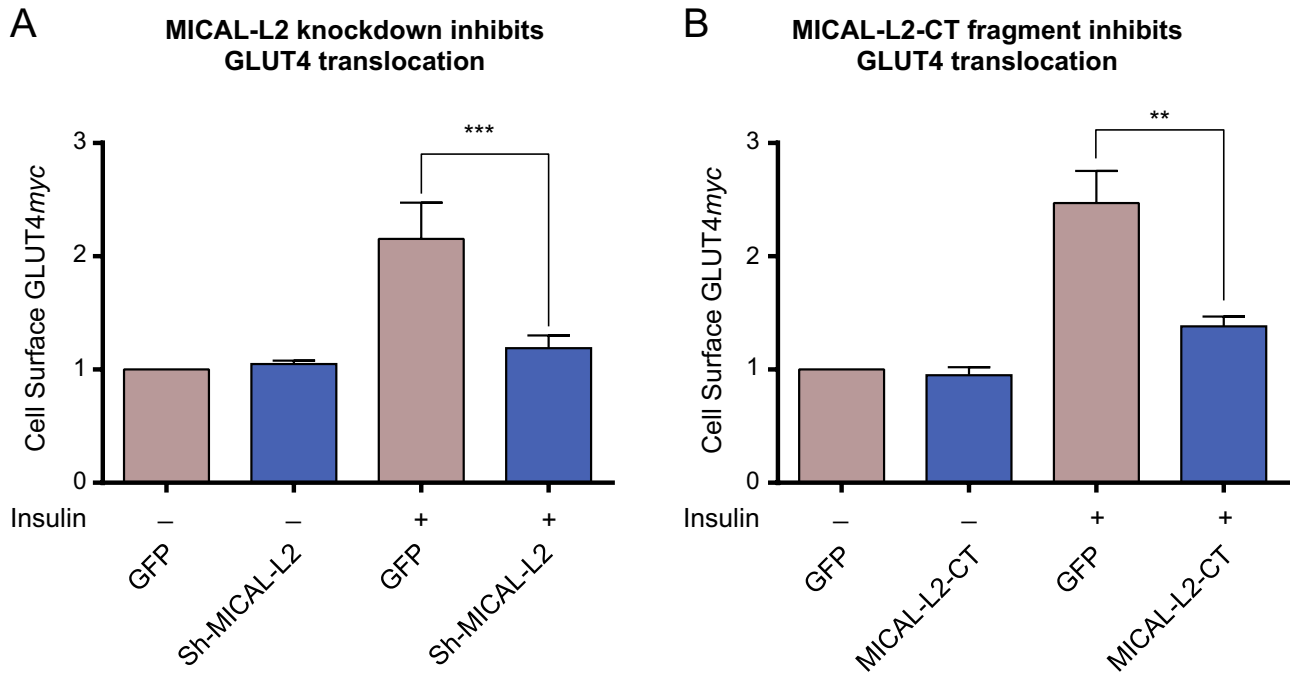 A
MICAL-L2 knockdown inhibits
GLUT4 translocation
Cell Surface GLUT4myc
3
2
1
0
***
Insulin – – + +
GFP
Sh-MICAL-L2
GFP
Sh-MICAL-L2
B
MICAL-L2-CT fragment inhibits
GLUT4 translocation
Cell Surface GLUT4myc
3
2
1
0
**
Insulin – – + +
GFP
MICAL-L2-CT
GFP
MICAL-L2-CT